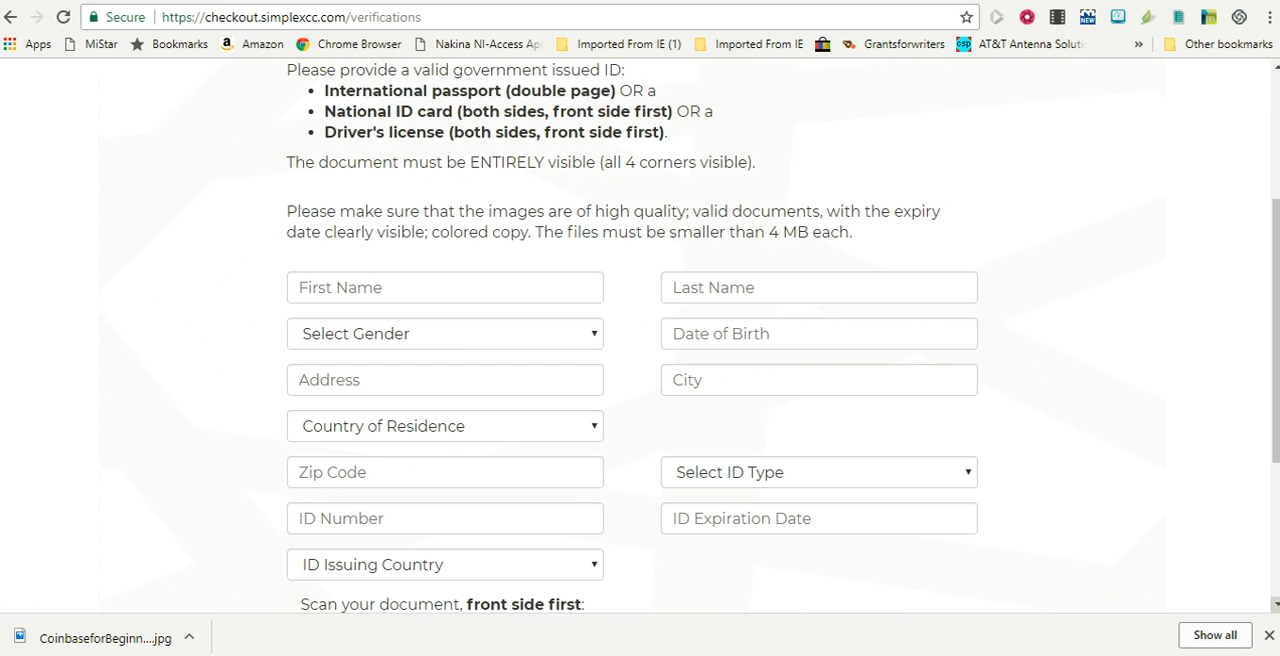 Secure | https://checkout.simplexcc.com/verifications
Apps MiStar Bookmarks Amazon Chrome Browser Nakina NI-Access Ap Imported From IE (1) Imported From IE Grantsforwriters osp AT&T Antenna Soluti » Other bookmarks
NEW
Please provide a valid government issued ID:
• International passport (double page) OR a
• National ID card (both sides, front side first) OR a
• Driver's license (both sides, front side first).
The document must be ENTIRELY visible (all 4 corners visible).
Please make sure that the images are of high quality; valid documents, with the expiry
date clearly visible; colored copy. The files must be smaller than 4 MB each.
First Name Last Name
Select Gender Date of Birth
Address City
Country of Residence
Zip Code Select ID Type
ID Number ID Expiration Date
ID Issuing Country
Scan your document, front side first:
CoinbaseforBeginn....jpg Show all